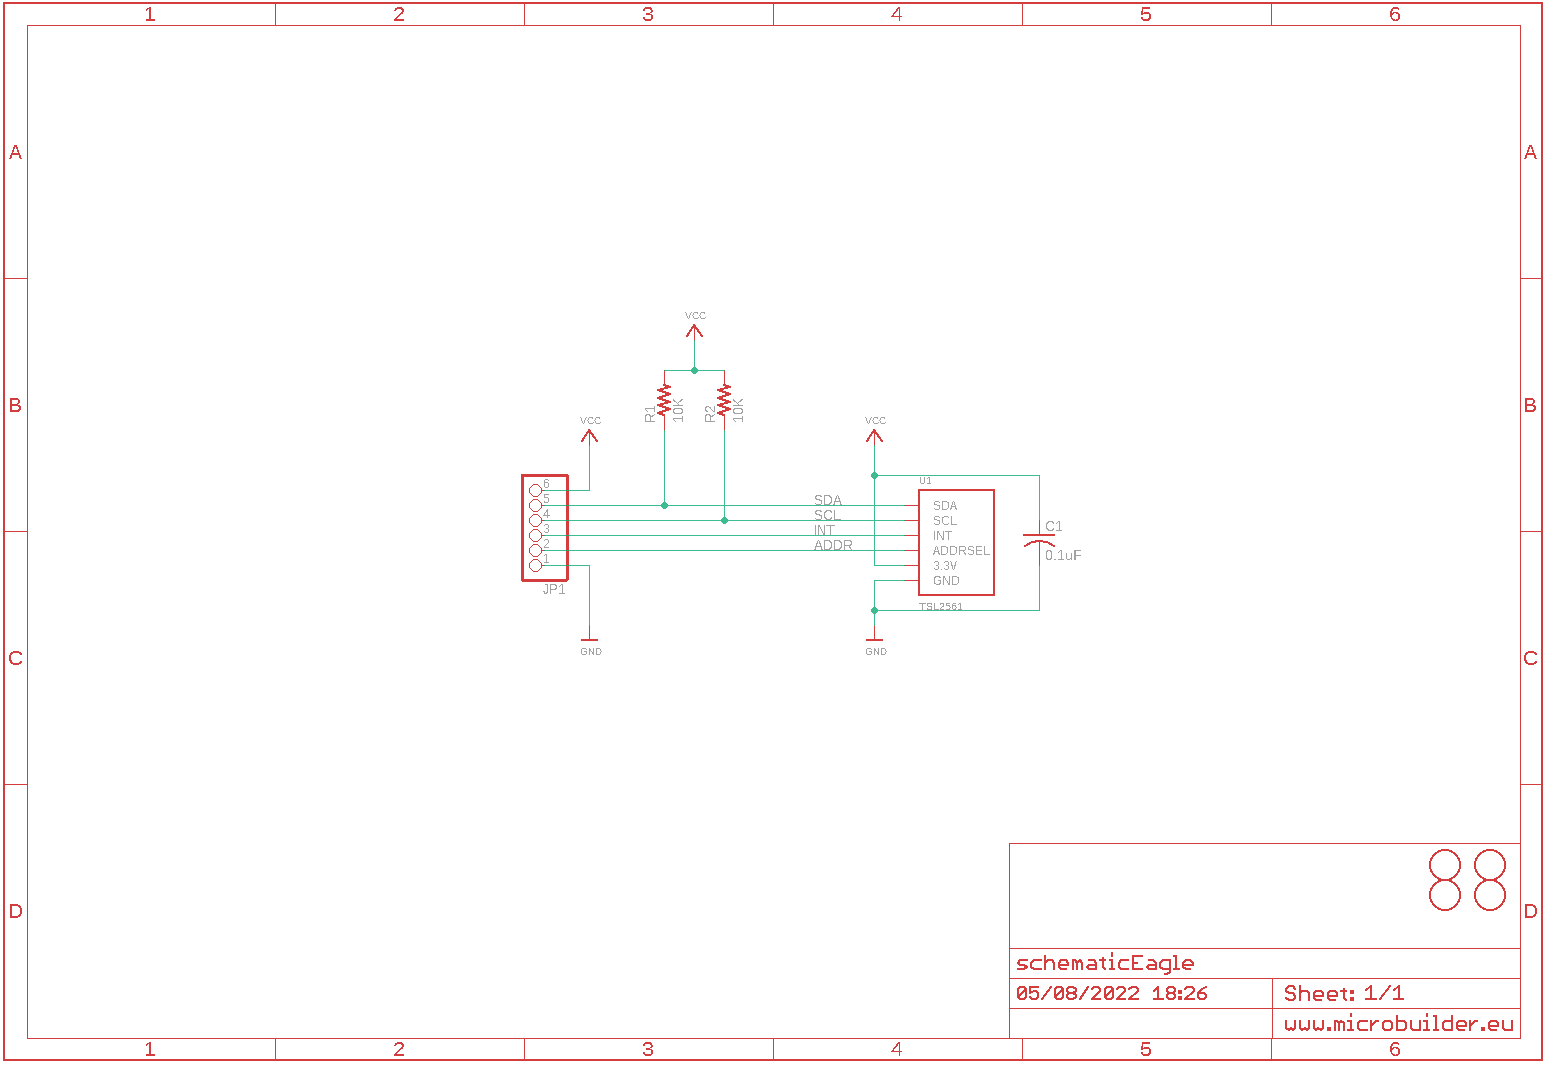 1 2 3 4 5 6
A A
VCC
B B
R1 10K R2 10K
VCC VCC
6
5
4
3
2
1
JP1
SDA
SCL
INT
ADDR
U1
SDA
SCL
INT
ADDRSEL
3.3V
GND
TSL2561
C1
0.1uF
GND GND
C C
D D
schematicEagle
05/08/2022 18:26 Sheet: 1/1
www.microbuilder.eu
1 2 3 4 5 6